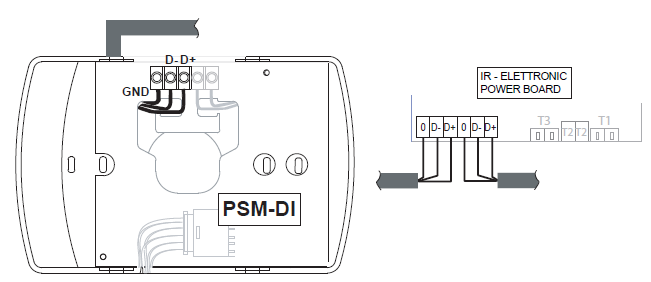 D-D+
GND
PSM-DI
IR - ELETTRONIC
POWER BOARD
0 D- D+ 0 D- D+
T3 T2 T2 T1